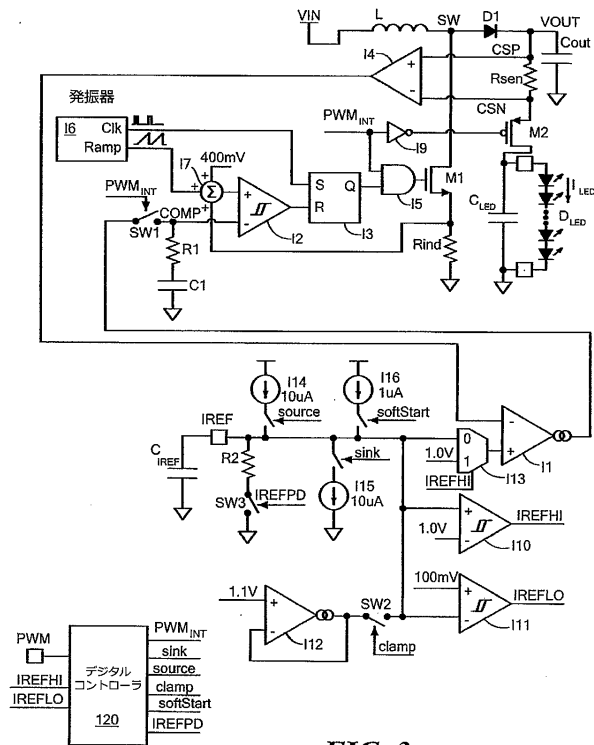 VIN
L
SW
D1
VOUT
I4
CSP
Cout
Rsen
CSN
発振器
I6
Clk
Ramp
PWMINT
I9
M2
I7
400mV
Σ
S
Q
R
I5
M1
ILED
CLED
DLED
PWMINT
COMP
SW1
I2
I3
R1
Rind
C1
I14
10uA
source
I16
1uA
softStart
IREF
CIREF
R2
sink
0
1.0V
1
I13
I1
IREFHI
SW3
IREFPD
I15
10uA
1.0V
IREFHI
I10
100mV
IREFLO
I11
1.1V
SW2
I12
clamp
PWM
PWMINT
sink
IREFHI
source
デジタル
コントローラ
IREFLO
clamp
softStart
120
IREFPD